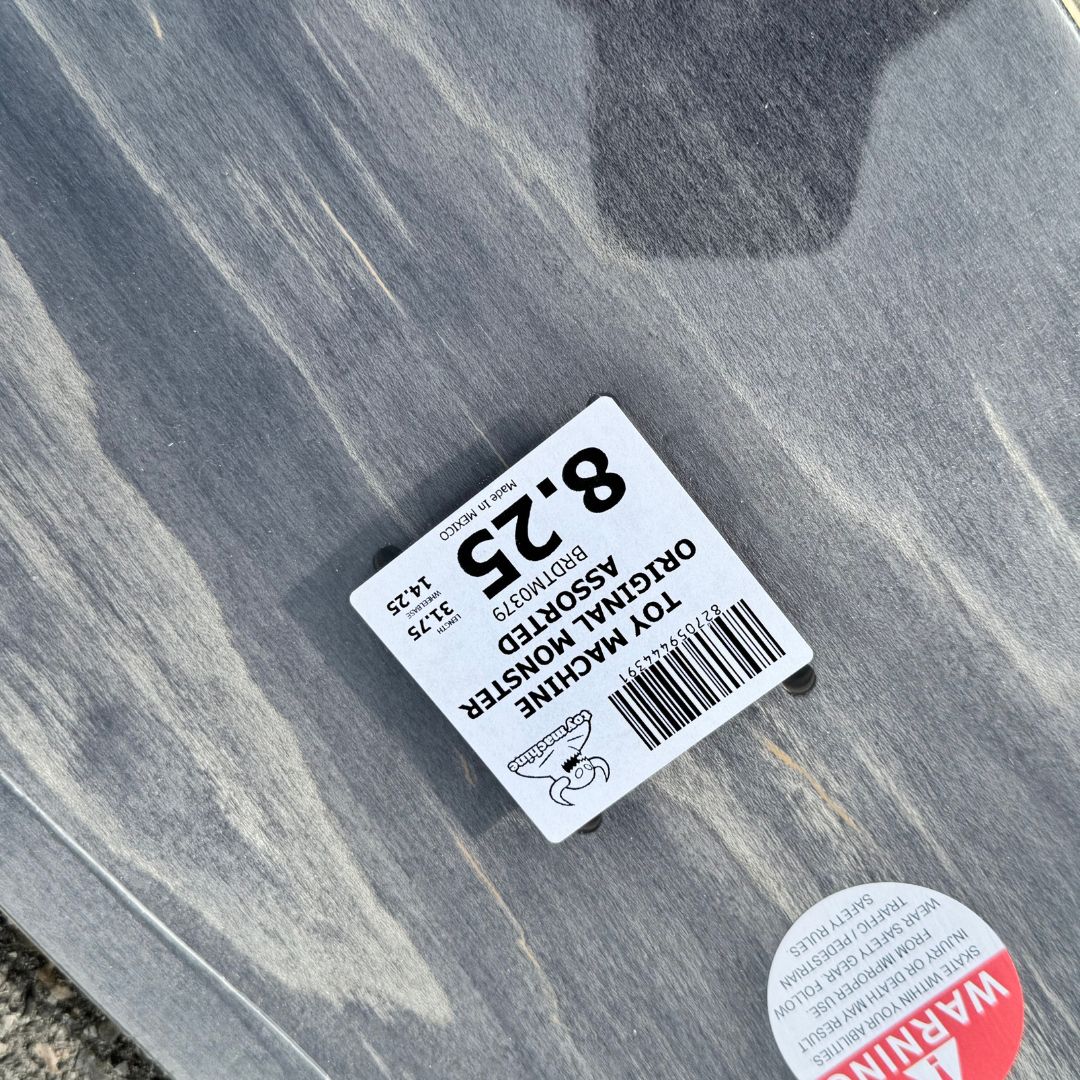 toy machine
827059444391
TOY MACHINE
ORIGINAL MONSTER
ASSORTED
BRDTM0379
8.25
LENGTH
31.75
WHEELBASE
14.25
Made In MEXICO
WARNING
SKATE WITHIN YOUR ABILITIES.
INJURY OR DEATH MAY RESULT
FROM IMPROPER USE.
WEAR SAFETY GEAR. FOLLOW
TRAFFIC / PEDESTRIAN
SAFETY RULES.